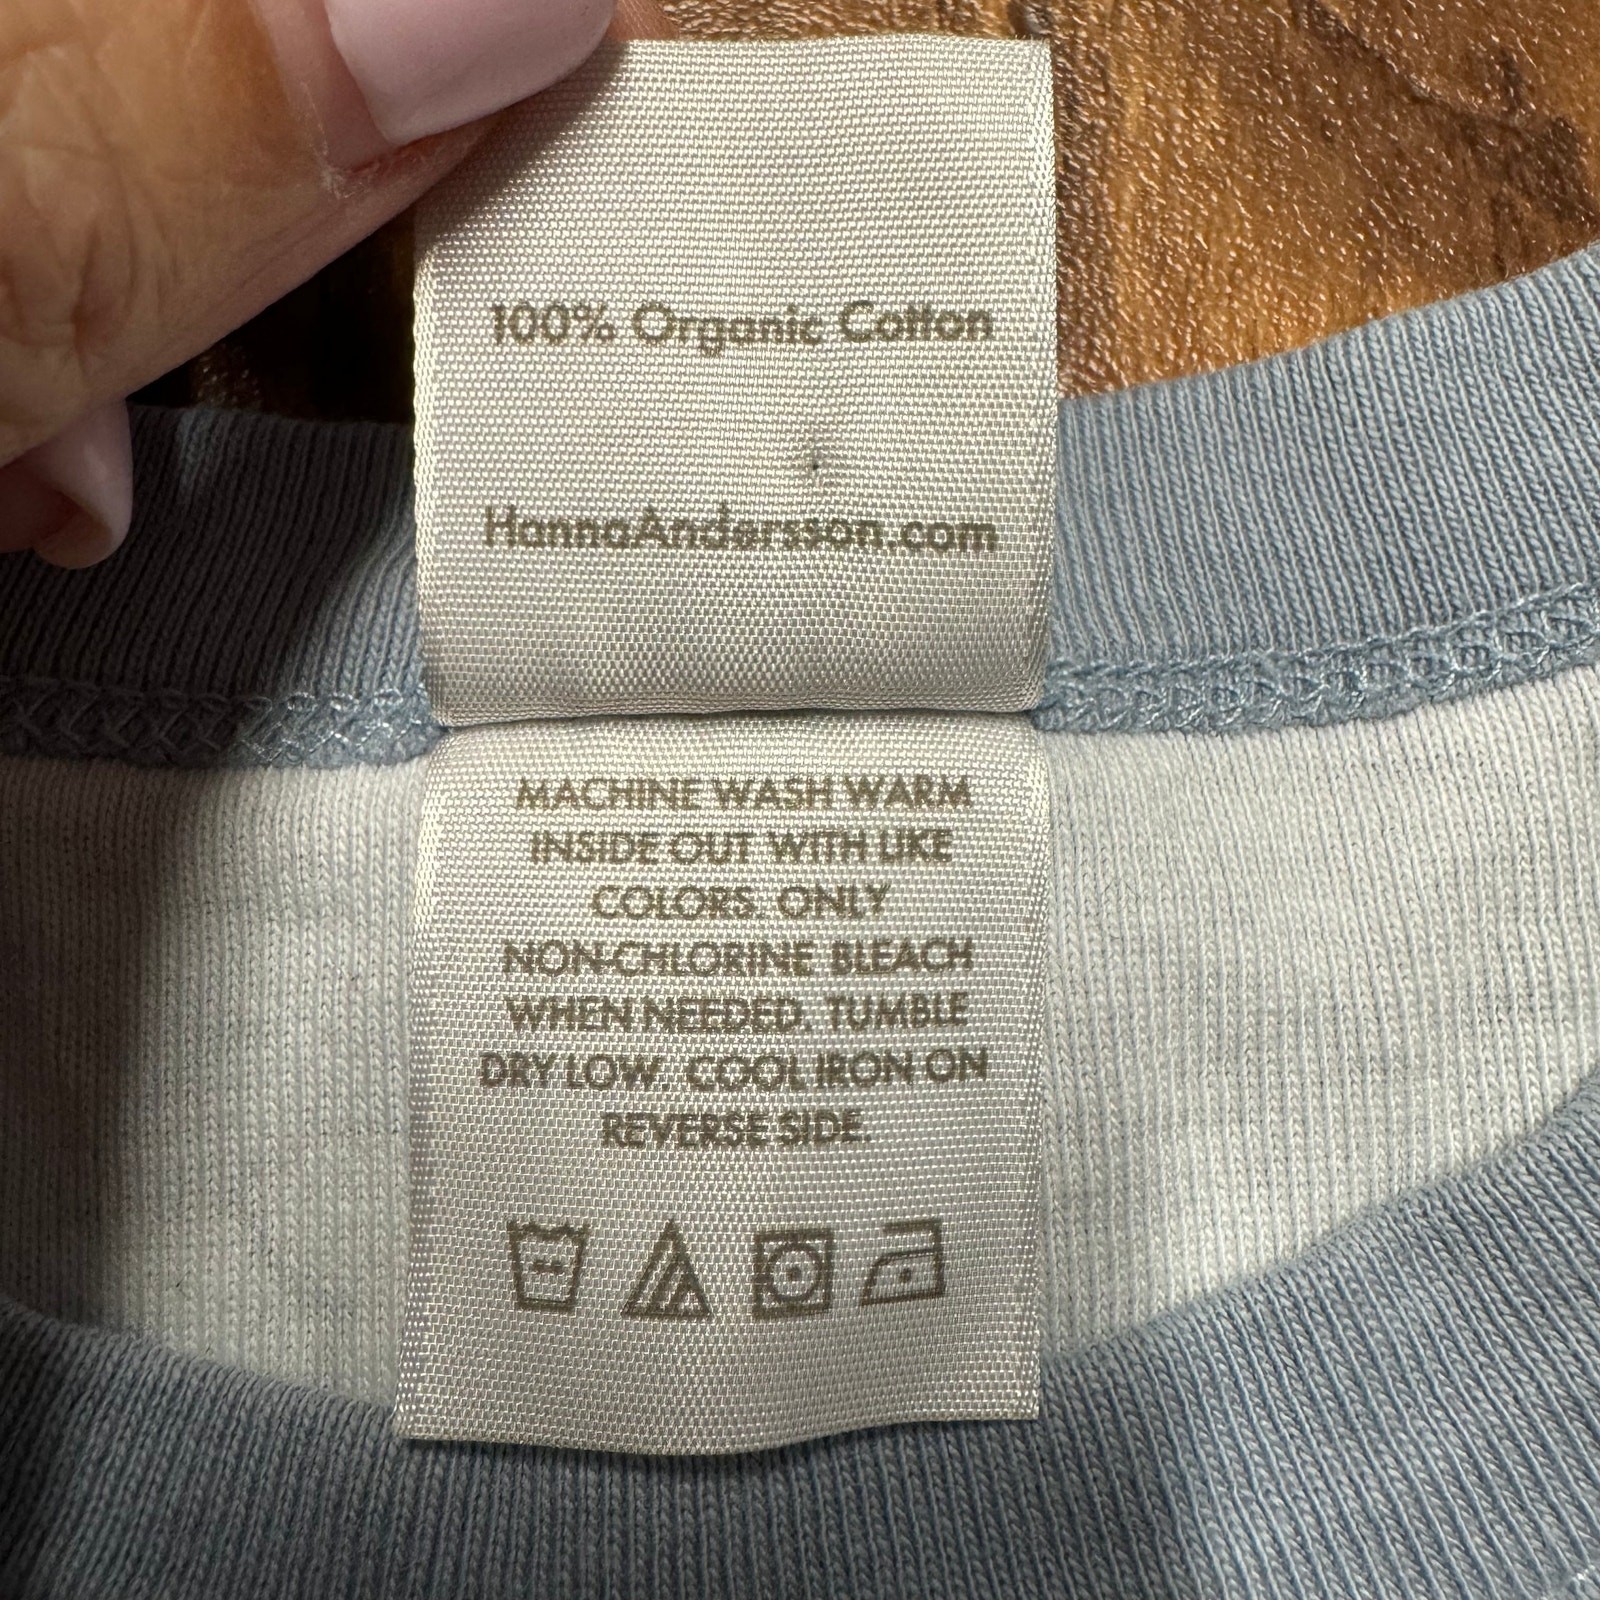 100% Organic Cotton
HannaAndersson.com
MACHINE WASH WARM
INSIDE OUT WITH LIKE
COLORS. ONLY
NON-CHLORINE BLEACH
WHEN NEEDED. TUMBLE
DRY LOW. COOL IRON ON
REVERSE SIDE.